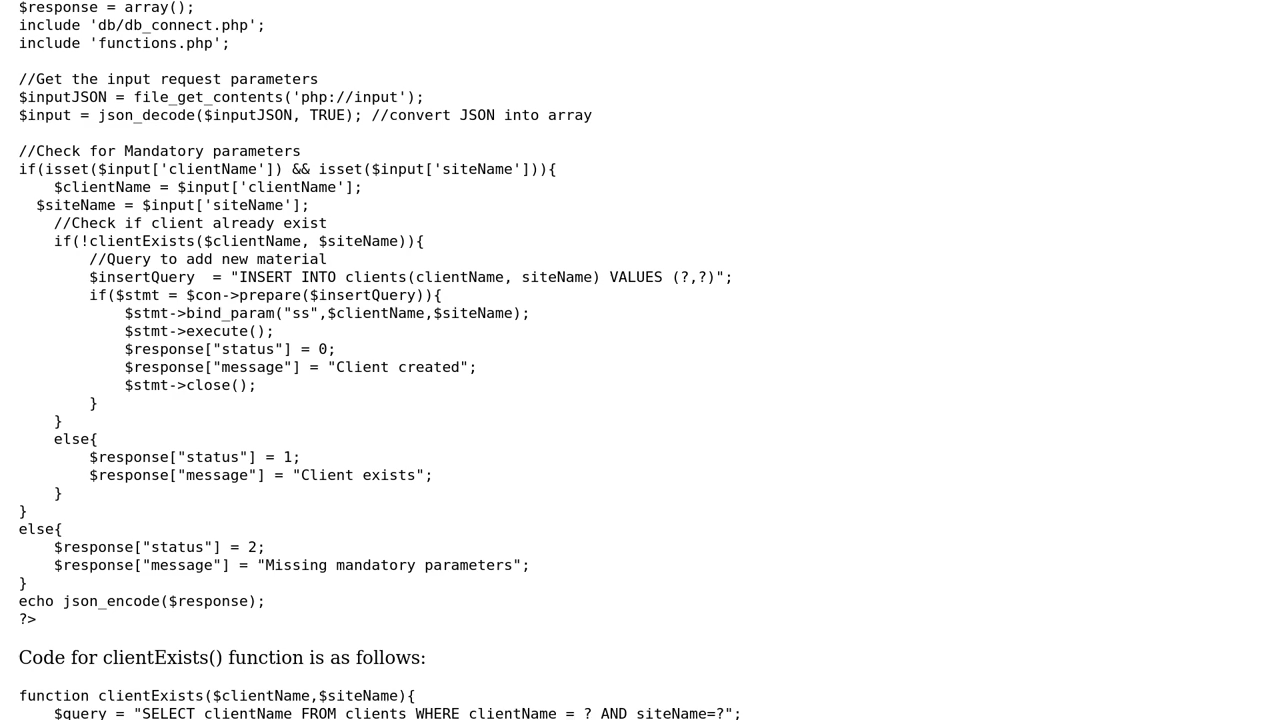 $response = array();
include 'db/db_connect.php';
include 'functions.php';

//Get the input request parameters
$inputJSON = file_get_contents('php://input');
$input = json_decode($inputJSON, TRUE); //convert JSON into array

//Check for Mandatory parameters
if(isset($input['clientName']) && isset($input['siteName'])){
    $clientName = $input['clientName'];
  $siteName = $input['siteName'];
    //Check if client already exist
    if(!clientExists($clientName, $siteName)){
        //Query to add new material
        $insertQuery  = "INSERT INTO clients(clientName, siteName) VALUES (?,?)";
        if($stmt = $con->prepare($insertQuery)){
            $stmt->bind_param("ss",$clientName,$siteName);
            $stmt->execute();
            $response["status"] = 0;
            $response["message"] = "Client created";
            $stmt->close();
        }
    }
    else{
        $response["status"] = 1;
        $response["message"] = "Client exists";
    }
}
else{
    $response["status"] = 2;
    $response["message"] = "Missing mandatory parameters";
}
echo json_encode($response);
?>

Code for clientExists() function is as follows:

function clientExists($clientName,$siteName){
    $query = "SELECT clientName FROM clients WHERE clientName = ? AND siteName=?";